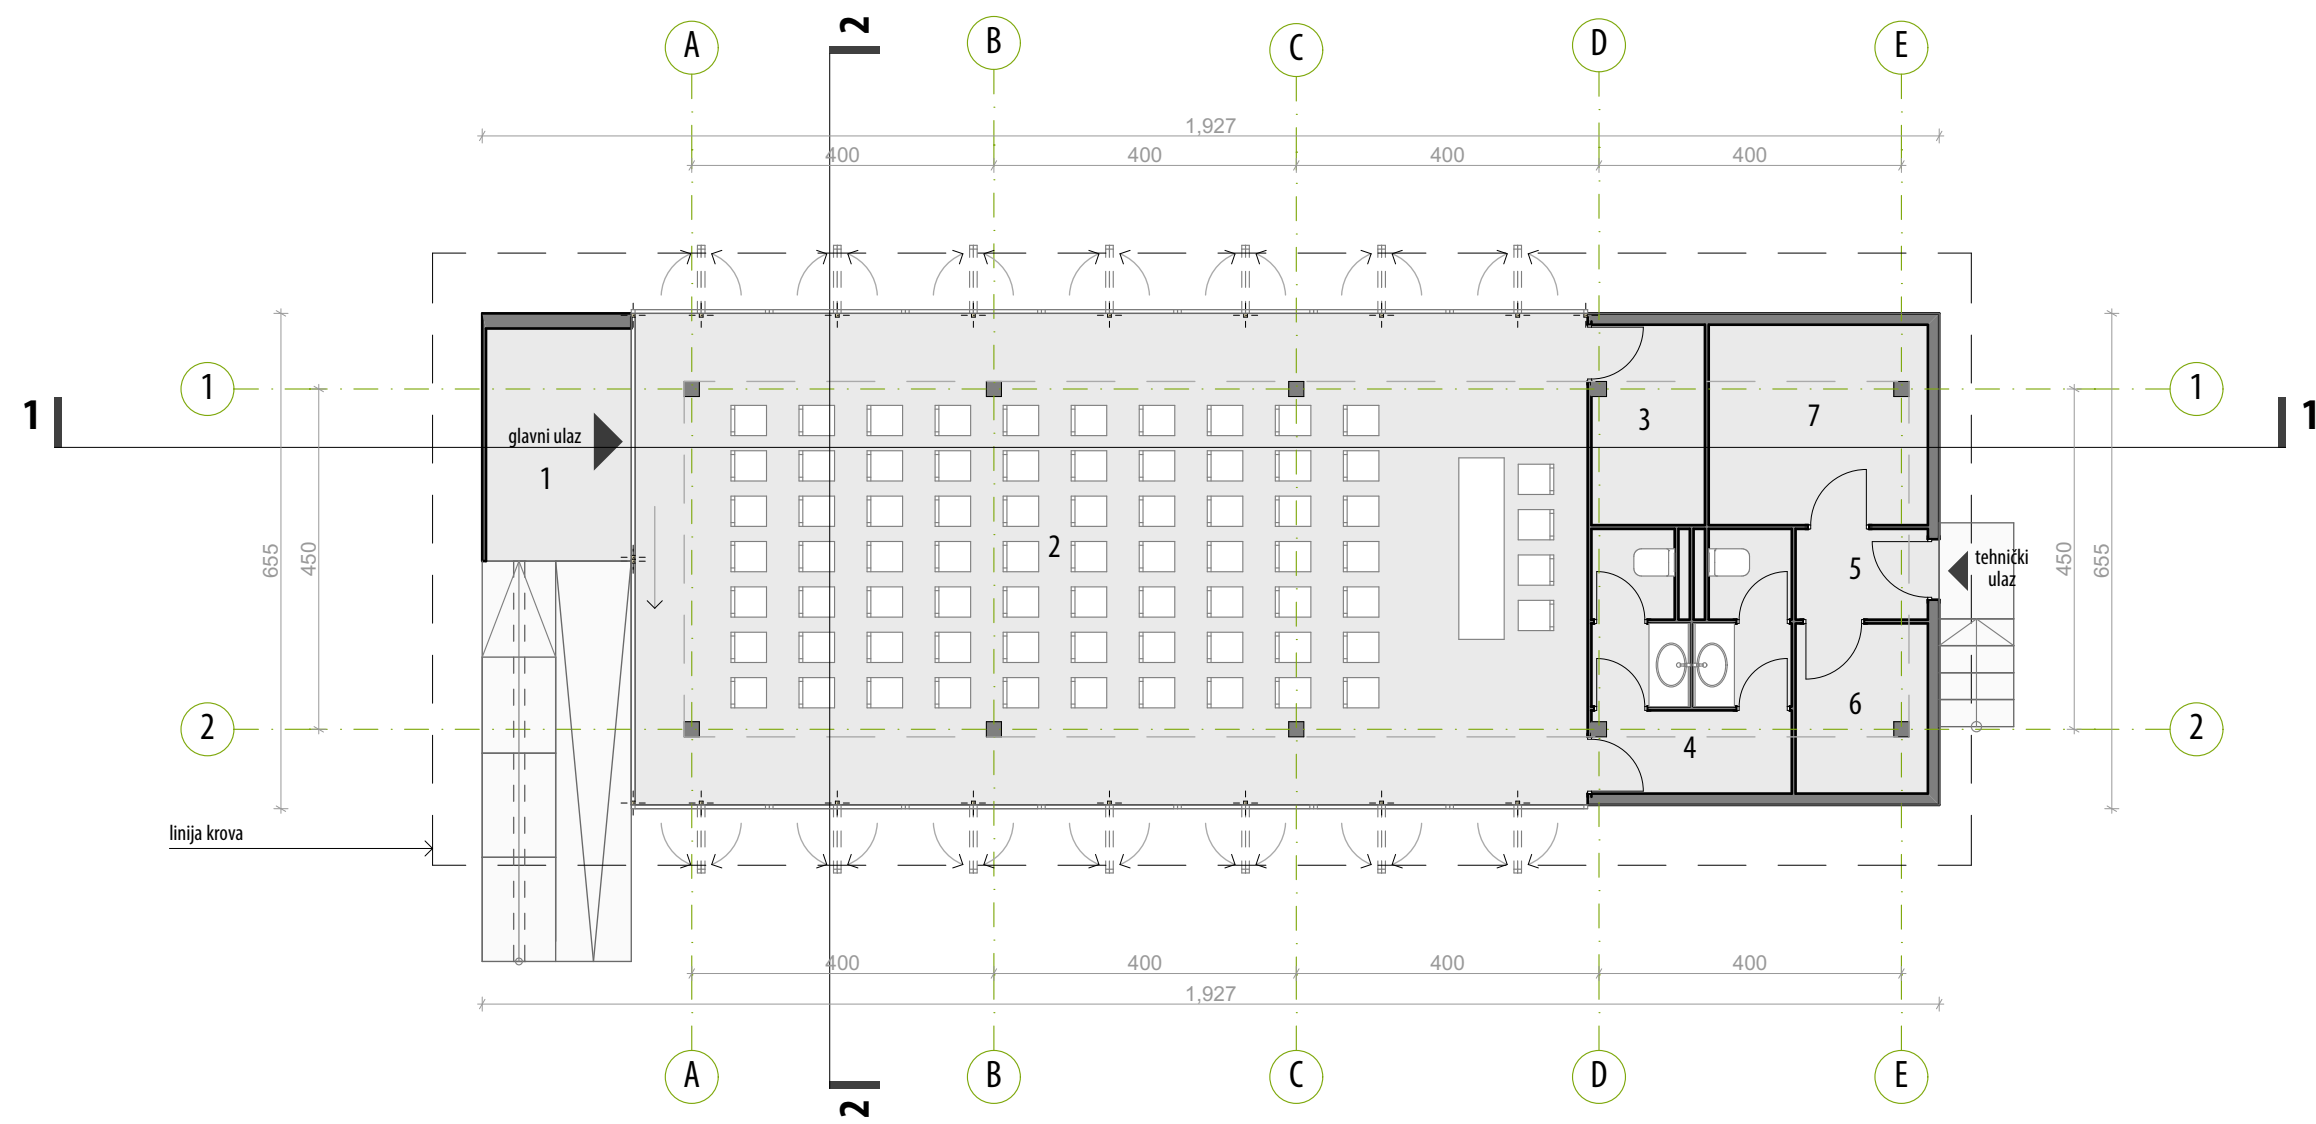 2
A B C D E
1,927
400 400 400 400
1 1
1 1
3 7
glavni ulaz
1
2
655 450
450 655
5
tehnički
ulaz
6
2 2
4
linija krova
400 400 400 400
1,927
A B C D E
2